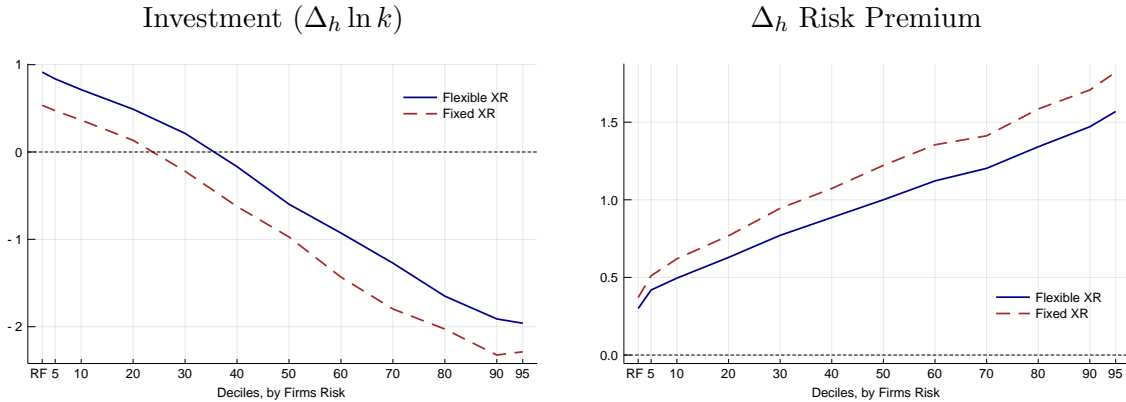 Investment (Δₕ ln k)
1
0
- 1
- 2
Flexible XR
Fixed XR
RF 5 10 20 30 40 50 60 70 80 90 95
Deciles, by Firms Risk
Δₕ Risk Premium
1.5
1.0
0.5
0.0
Flexible XR
Fixed XR
RF 5 10 20 30 40 50 60 70 80 90 95
Deciles, by Firms Risk